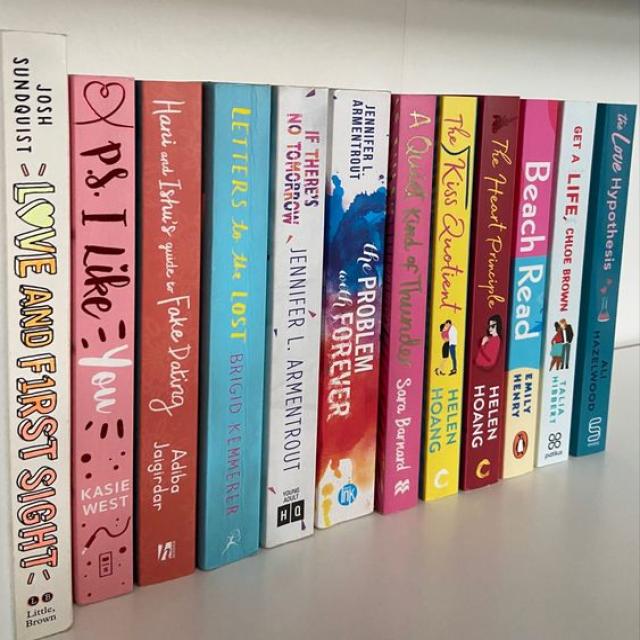 JOSH
SUNDQUIST
LOVE AND F1RST SIGHT
L B
Little,
Brown
P.S. I Like You
KASIE
WEST
Hani and Ishu's guide to Fake Dating
Adiba
Jaigirdar
LETTERS to the LOST
BRIGID KEMMERER
IF THERE'S
NO TOMORROW
JENNIFER L. ARMENTROUT
YOUNG
ADULT
HQ
JENNIFER L.
ARMENTROUT
the PROBLEM
with FOREVER
ink
A Quiet Kind of Thunder
Sara Barnard
The Kiss Quotient
HELEN
HOANG
The Heart Principle
HELEN
HOANG
Beach Read
EMILY
HENRY
GET A LIFE, CHLOE BROWN
TALIA
HIBBERT
piatkus
the Love Hypothesis
ALI
HAZELWOOD